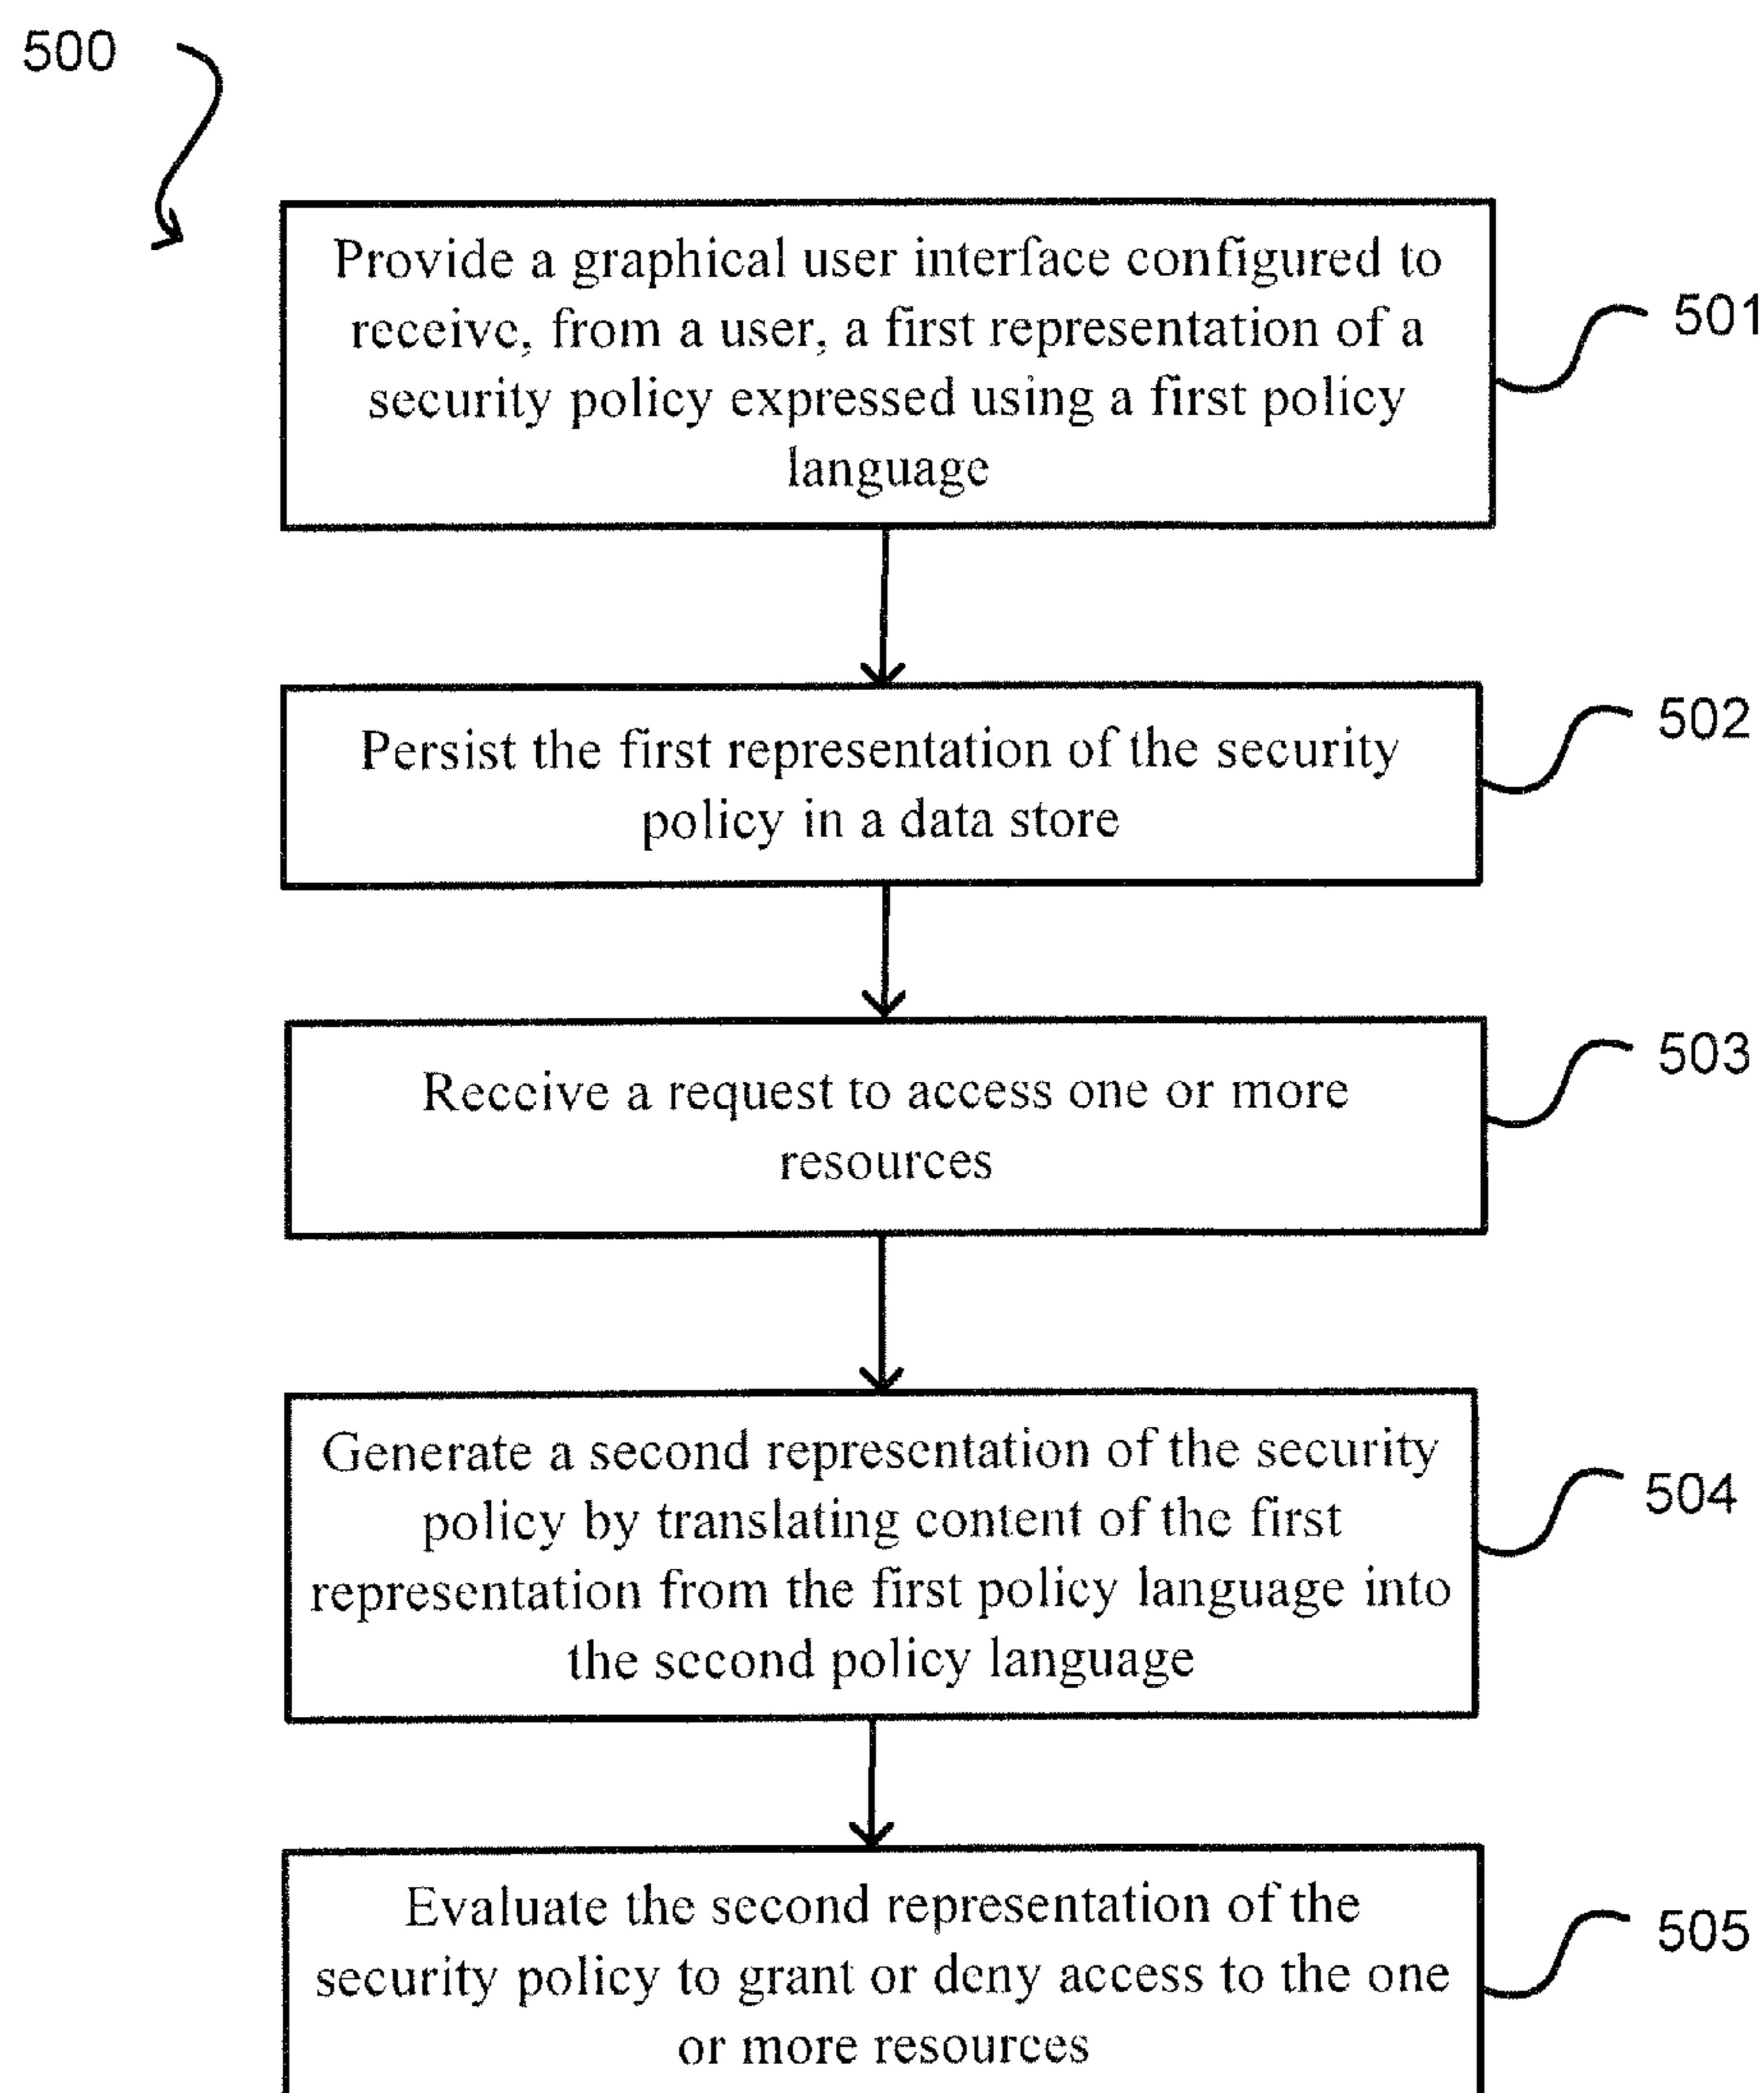 500
Provide a graphical user interface configured to
receive, from a user, a first representation of a
security policy expressed using a first policy
language
501
Persist the first representation of the security
policy in a data store
502
Receive a request to access one or more
resources
503
Generate a second representation of the security
policy by translating content of the first
representation from the first policy language into
the second policy language
504
Evaluate the second representation of the
security policy to grant or deny access to the one
or more resources
505